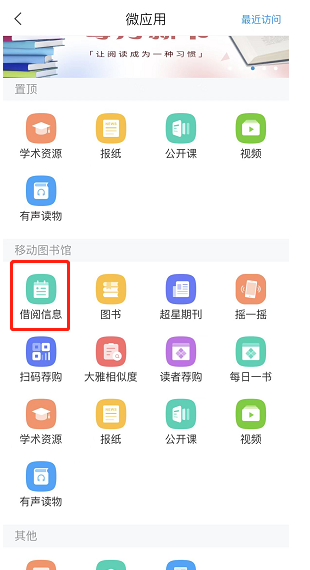 微应用
最近访问
「让阅读成为一种习惯」
置顶
学术资源 报纸 公开课 视频
有声读物
移动图书馆
借阅信息 图书 超星期刊 摇一摇
扫码荐购 大雅相似度 读者荐购 每日一书
学术资源 报纸 公开课 视频
有声读物
其他